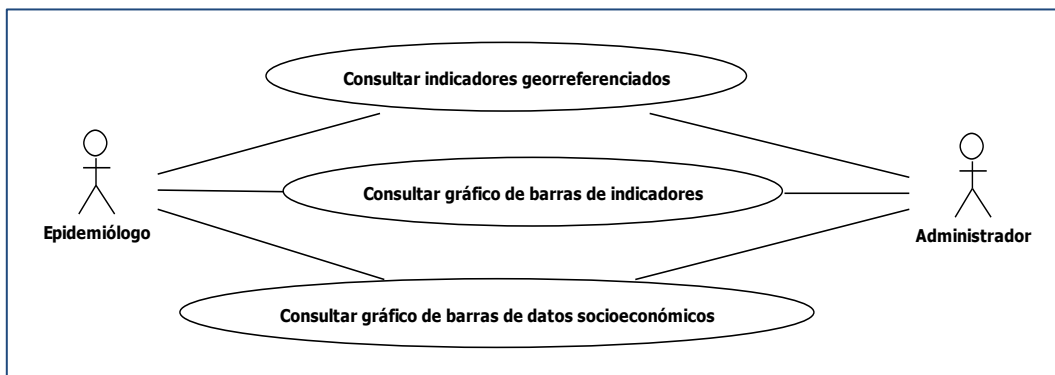 Consultar indicadores georreferenciados
Consultar gráfico de barras de indicadores
Epidemiólogo
Administrador
Consultar gráfico de barras de datos socioeconómicos